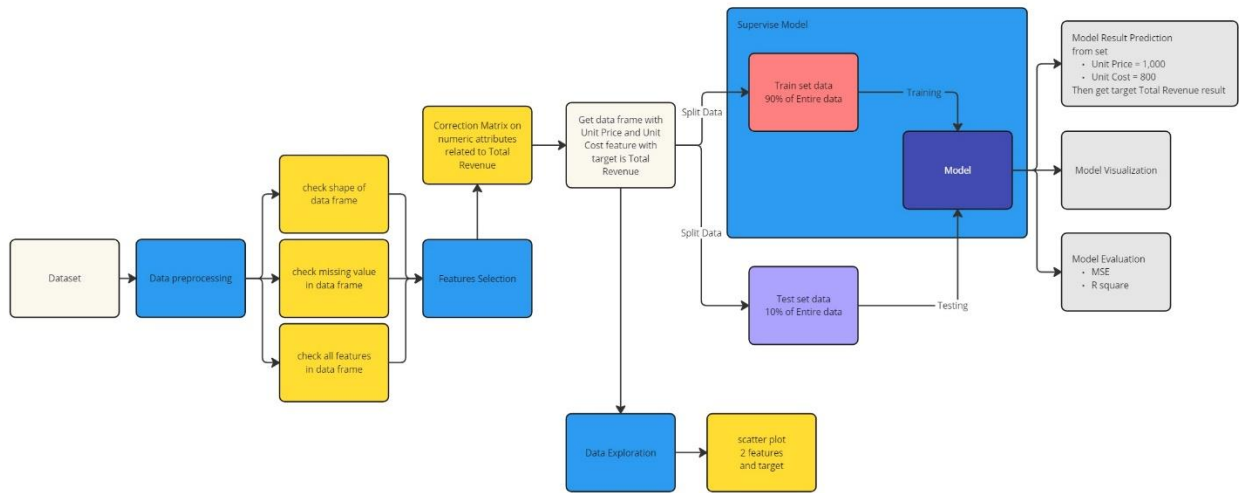 Dataset
Data preprocessing
check shape of
data frame
check missing value
in data frame
check all features
in data frame
Features Selection
Correction Matrix on
numeric attributes
related to Total
Revenue
Get data frame with
Unit Price and Unit
Cost feature with
target is Total
Revenue
Data Exploration
scatter plot
2 features
and target
Split Data
Split Data
Supervise Model
Train set data
90% of Entire data
Training
Model
Test set data
10% of Entire data
Testing
Model Result Prediction
from set
• Unit Price = 1,000
• Unit Cost = 800
Then get target Total Revenue result
Model Visualization
Model Evaluation
• MSE
• R square